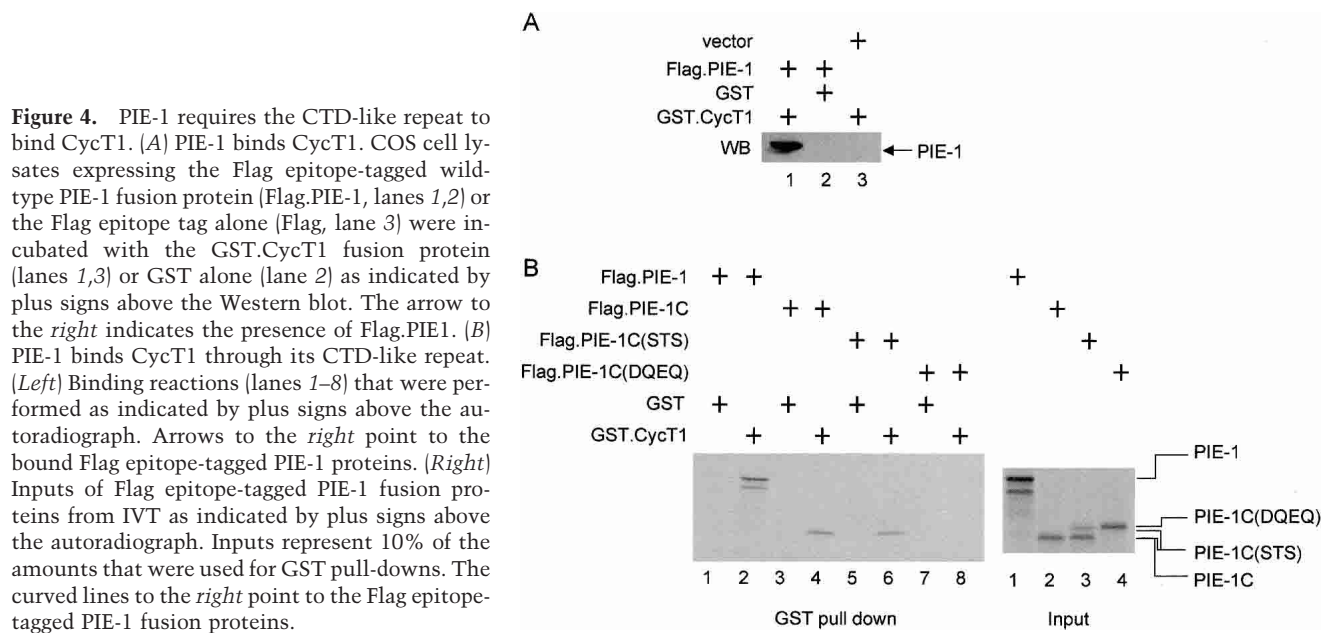 Figure 4. PIE-1 requires the CTD-like repeat to
bind CycT1. (A) PIE-1 binds CycT1. COS cell ly-
sates expressing the Flag epitope-tagged wild-
type PIE-1 fusion protein (Flag.PIE-1, lanes 1,2) or
the Flag epitope tag alone (Flag, lane 3) were in-
cubated with the GST.CycT1 fusion protein
(lanes 1,3) or GST alone (lane 2) as indicated by
plus signs above the Western blot. The arrow to
the right indicates the presence of Flag.PIE1. (B)
PIE-1 binds CycT1 through its CTD-like repeat.
(Left) Binding reactions (lanes 1–8) that were per-
formed as indicated by plus signs above the au-
toradiograph. Arrows to the right point to the
bound Flag epitope-tagged PIE-1 proteins. (Right)
Inputs of Flag epitope-tagged PIE-1 fusion pro-
teins from IVT as indicated by plus signs above
the autoradiograph. Inputs represent 10% of the
amounts that were used for GST pull-downs. The
curved lines to the right point to the Flag epitope-
tagged PIE-1 fusion proteins.
A
vector +
Flag.PIE-1 + +
GST +
GST.CycT1 + +
WB PIE-1
1 2 3
B
Flag.PIE-1 + + +
Flag.PIE-1C + + +
Flag.PIE-1C(STS) + + +
Flag.PIE-1C(DQEQ) + + +
GST + + + +
GST.CycT1 + + + +
PIE-1
PIE-1C(DQEQ)
PIE-1C(STS)
PIE-1C
1 2 3 4 5 6 7 8 1 2 3 4
GST pull down Input